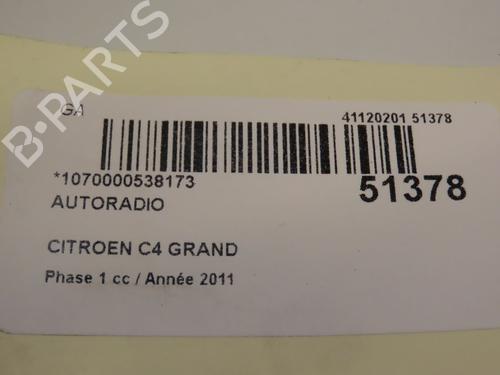 GA
41120201 51378
*1070000538173
51378
AUTORADIO
CITROEN C4 GRAND
Phase 1 cc / Année 2011
B-PARTS